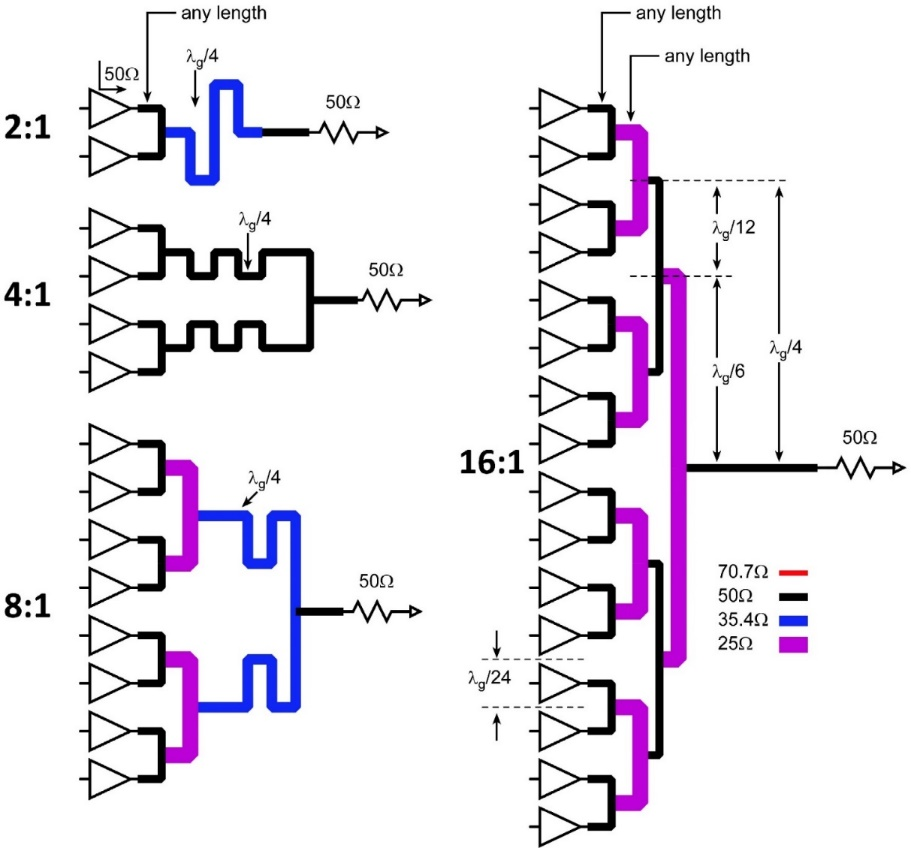 any length
50Ω
λg/4
50Ω
2:1
λg/4
50Ω
4:1
λg/4
50Ω
8:1
any length
any length
λg/12
λg/6
λg/4
50Ω
16:1
70.7Ω
50Ω
35.4Ω
25Ω
λg/24